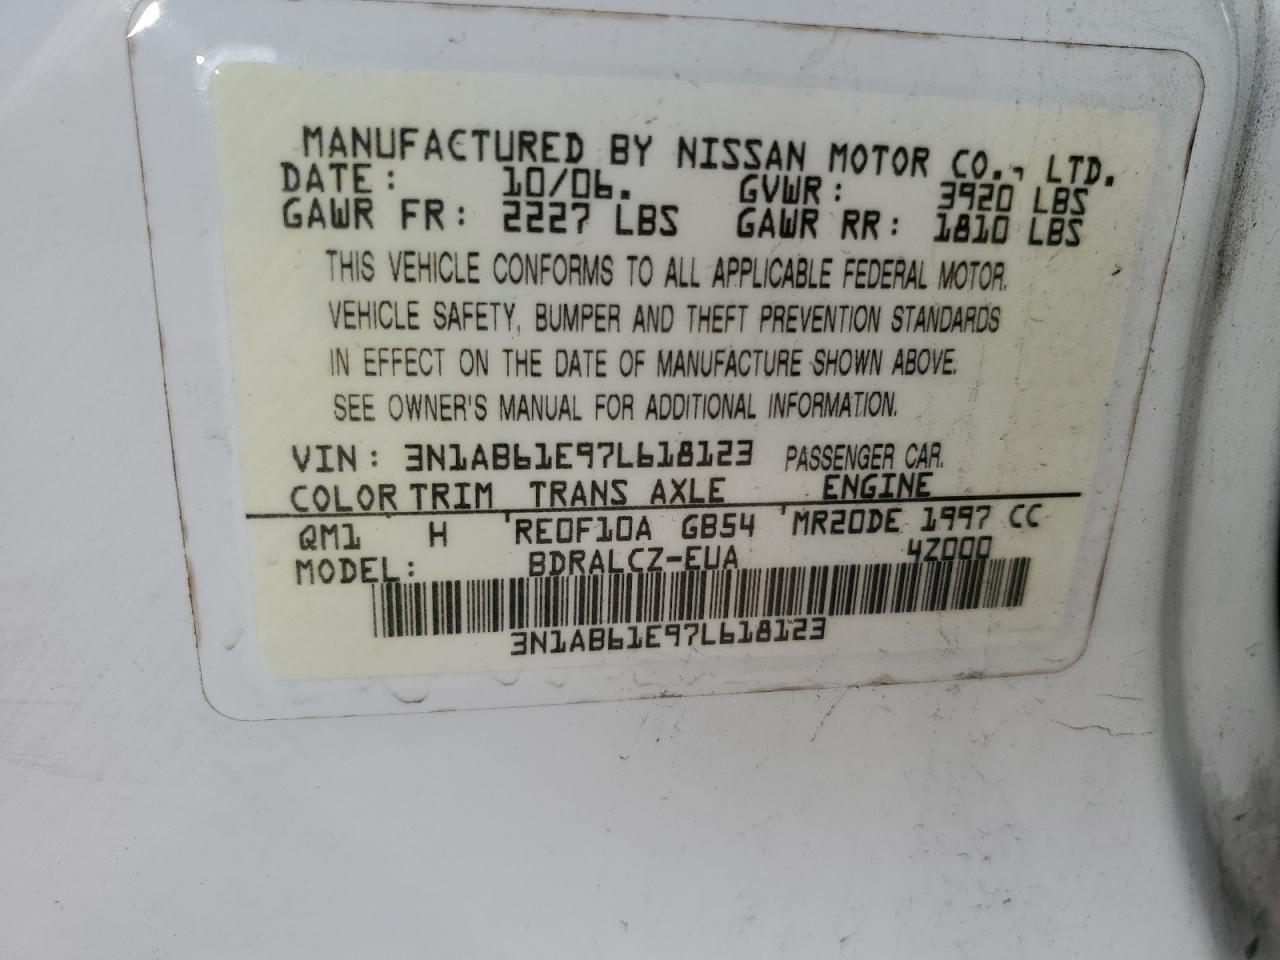 MANUFACTURED BY NISSAN MOTOR CO., LTD.
DATE: 10/06. GVWR: 3920 LBS
GAWR FR: 2227 LBS GAWR RR: 1810 LBS
THIS VEHICLE CONFORMS TO ALL APPLICABLE FEDERAL MOTOR.
VEHICLE SAFETY, BUMPER AND THEFT PREVENTION STANDARDS
IN EFFECT ON THE DATE OF MANUFACTURE SHOWN ABOVE.
SEE OWNER'S MANUAL FOR ADDITIONAL INFORMATION.
VIN: 3N1AB61E97L618123 PASSENGER CAR.
COLOR TRIM TRANS AXLE ENGINE
QM1 H 'RE0F10A GB54 'MR20DE 1997 CC
MODEL: BDRALCZ-EUA 4Z000
3N1AB61E97L618123